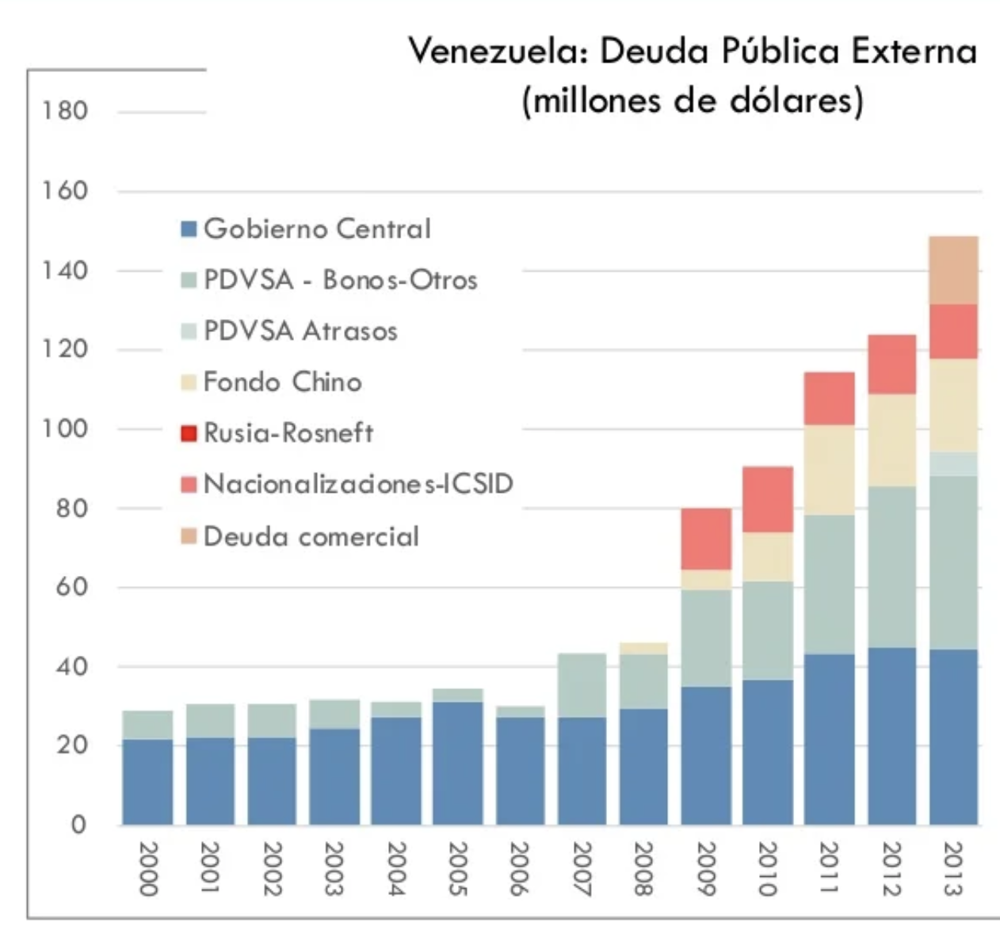 Venezuela: Deuda Pública Externa
(millones de dólares)
180
160
140
120
100
80
60
40
20
0
Gobierno Central
PDVSA - Bonos-Otros
PDVSA Atrasos
Fondo Chino
Rusia-Rosneft
Nacionalizaciones-ICSID
Deuda comercial
2000
2001
2002
2003
2004
2005
2006
2007
2008
2009
2010
2011
2012
2013